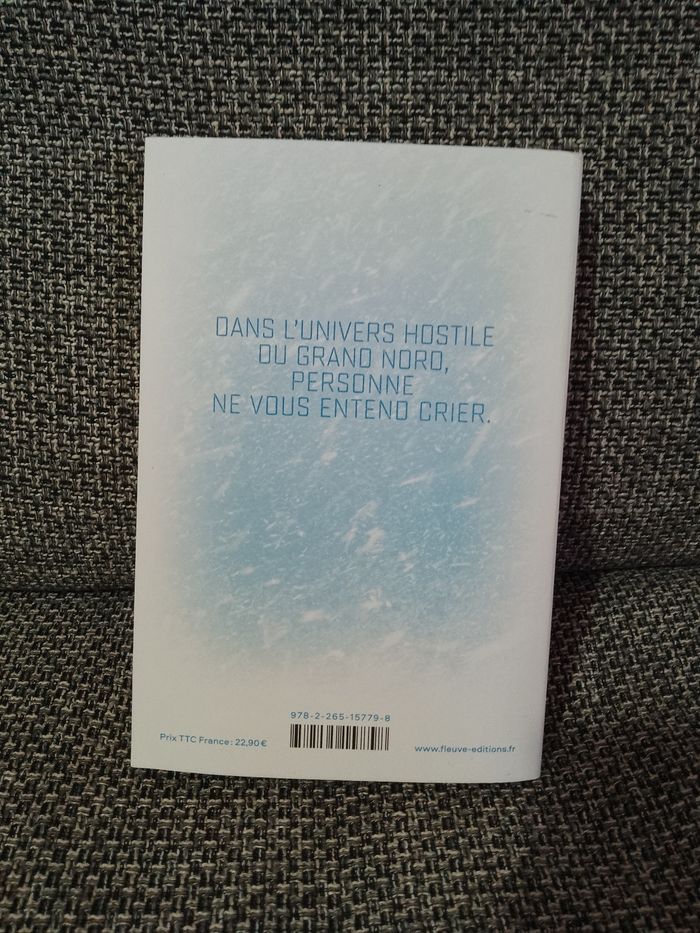 DANS L'UNIVERS HOSTILE
DU GRAND NORD,
PERSONNE
NE VOUS ENTEND CRIER.
978-2-265-15779-8
Prix TTC France : 22,90 €
www.fleuve-editions.fr